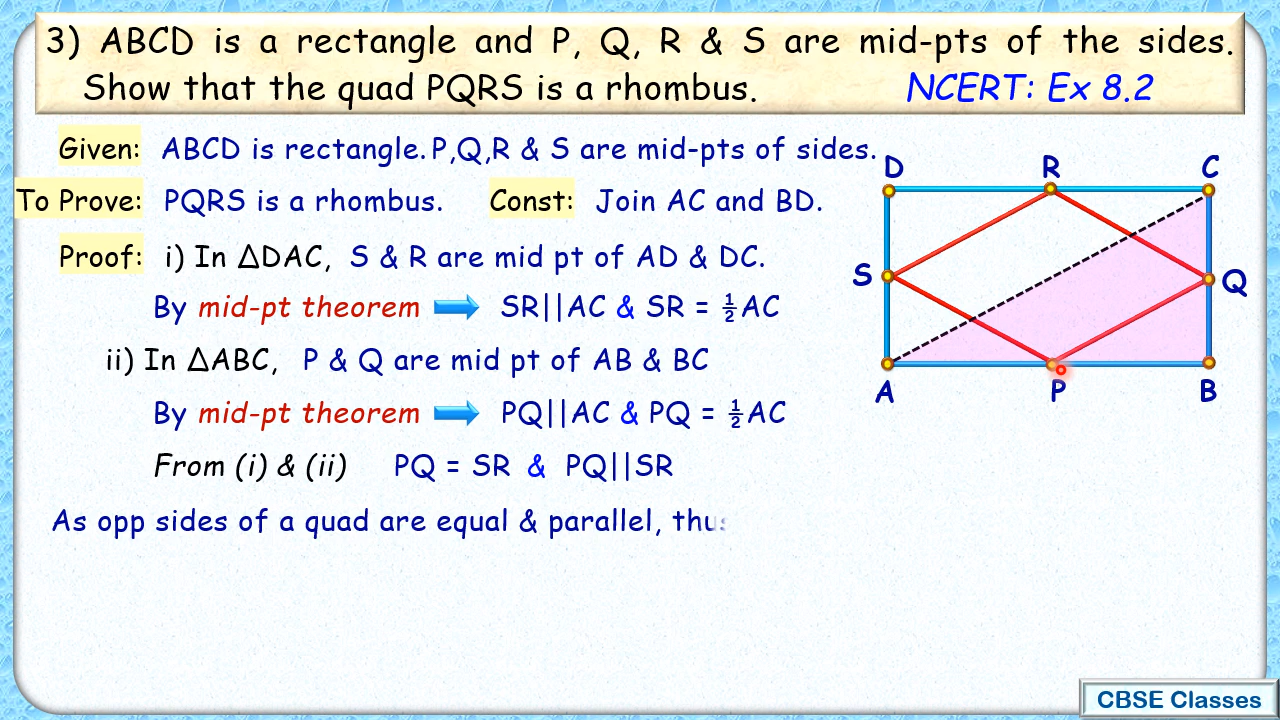 3) ABCD is a rectangle and P, Q, R & S are mid-pts of the sides.
Show that the quad PQRS is a rhombus. NCERT: Ex 8.2
Given: ABCD is rectangle. P,Q,R & S are mid-pts of sides.
To Prove: PQRS is a rhombus. Const: Join AC and BD.
Proof: i) In ΔDAC, S & R are mid pt of AD & DC.
By mid-pt theorem SR||AC & SR = ½AC
ii) In ΔABC, P & Q are mid pt of AB & BC
By mid-pt theorem PQ||AC & PQ = ½AC
From (i) & (ii) PQ = SR & PQ||SR
As opp sides of a quad are equal & parallel, thus
D R C
S Q
A P B
CBSE Classes